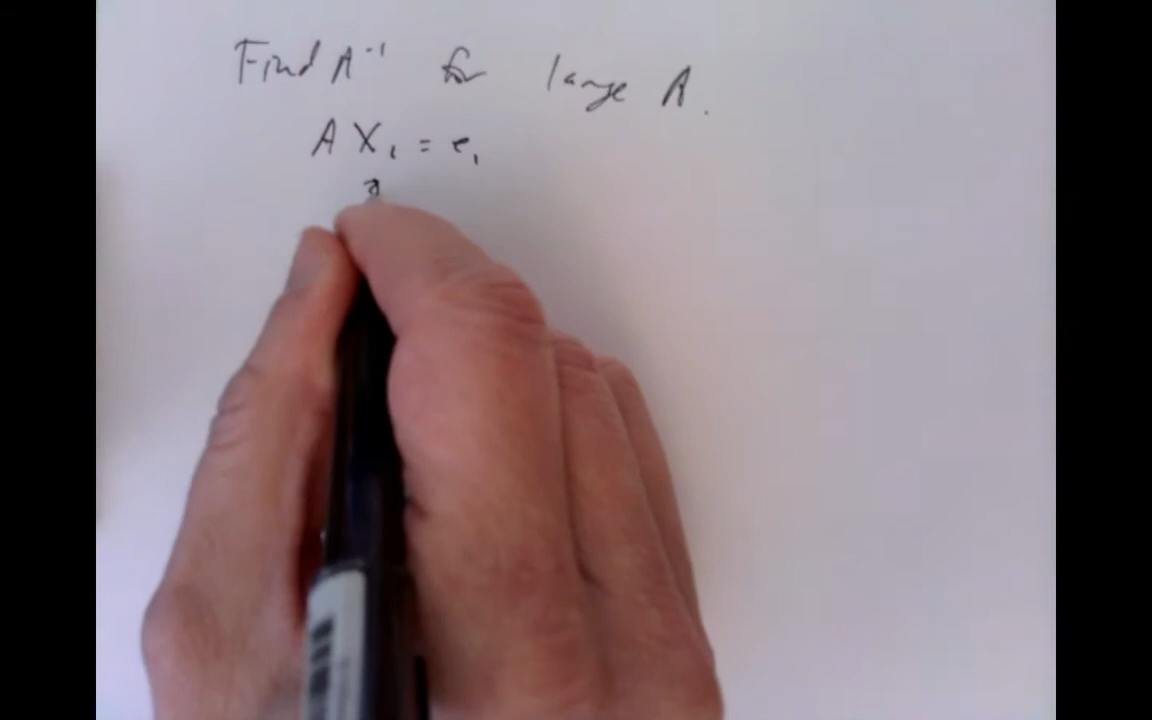 Find A⁻¹ for large A.
A X₁ = e₁